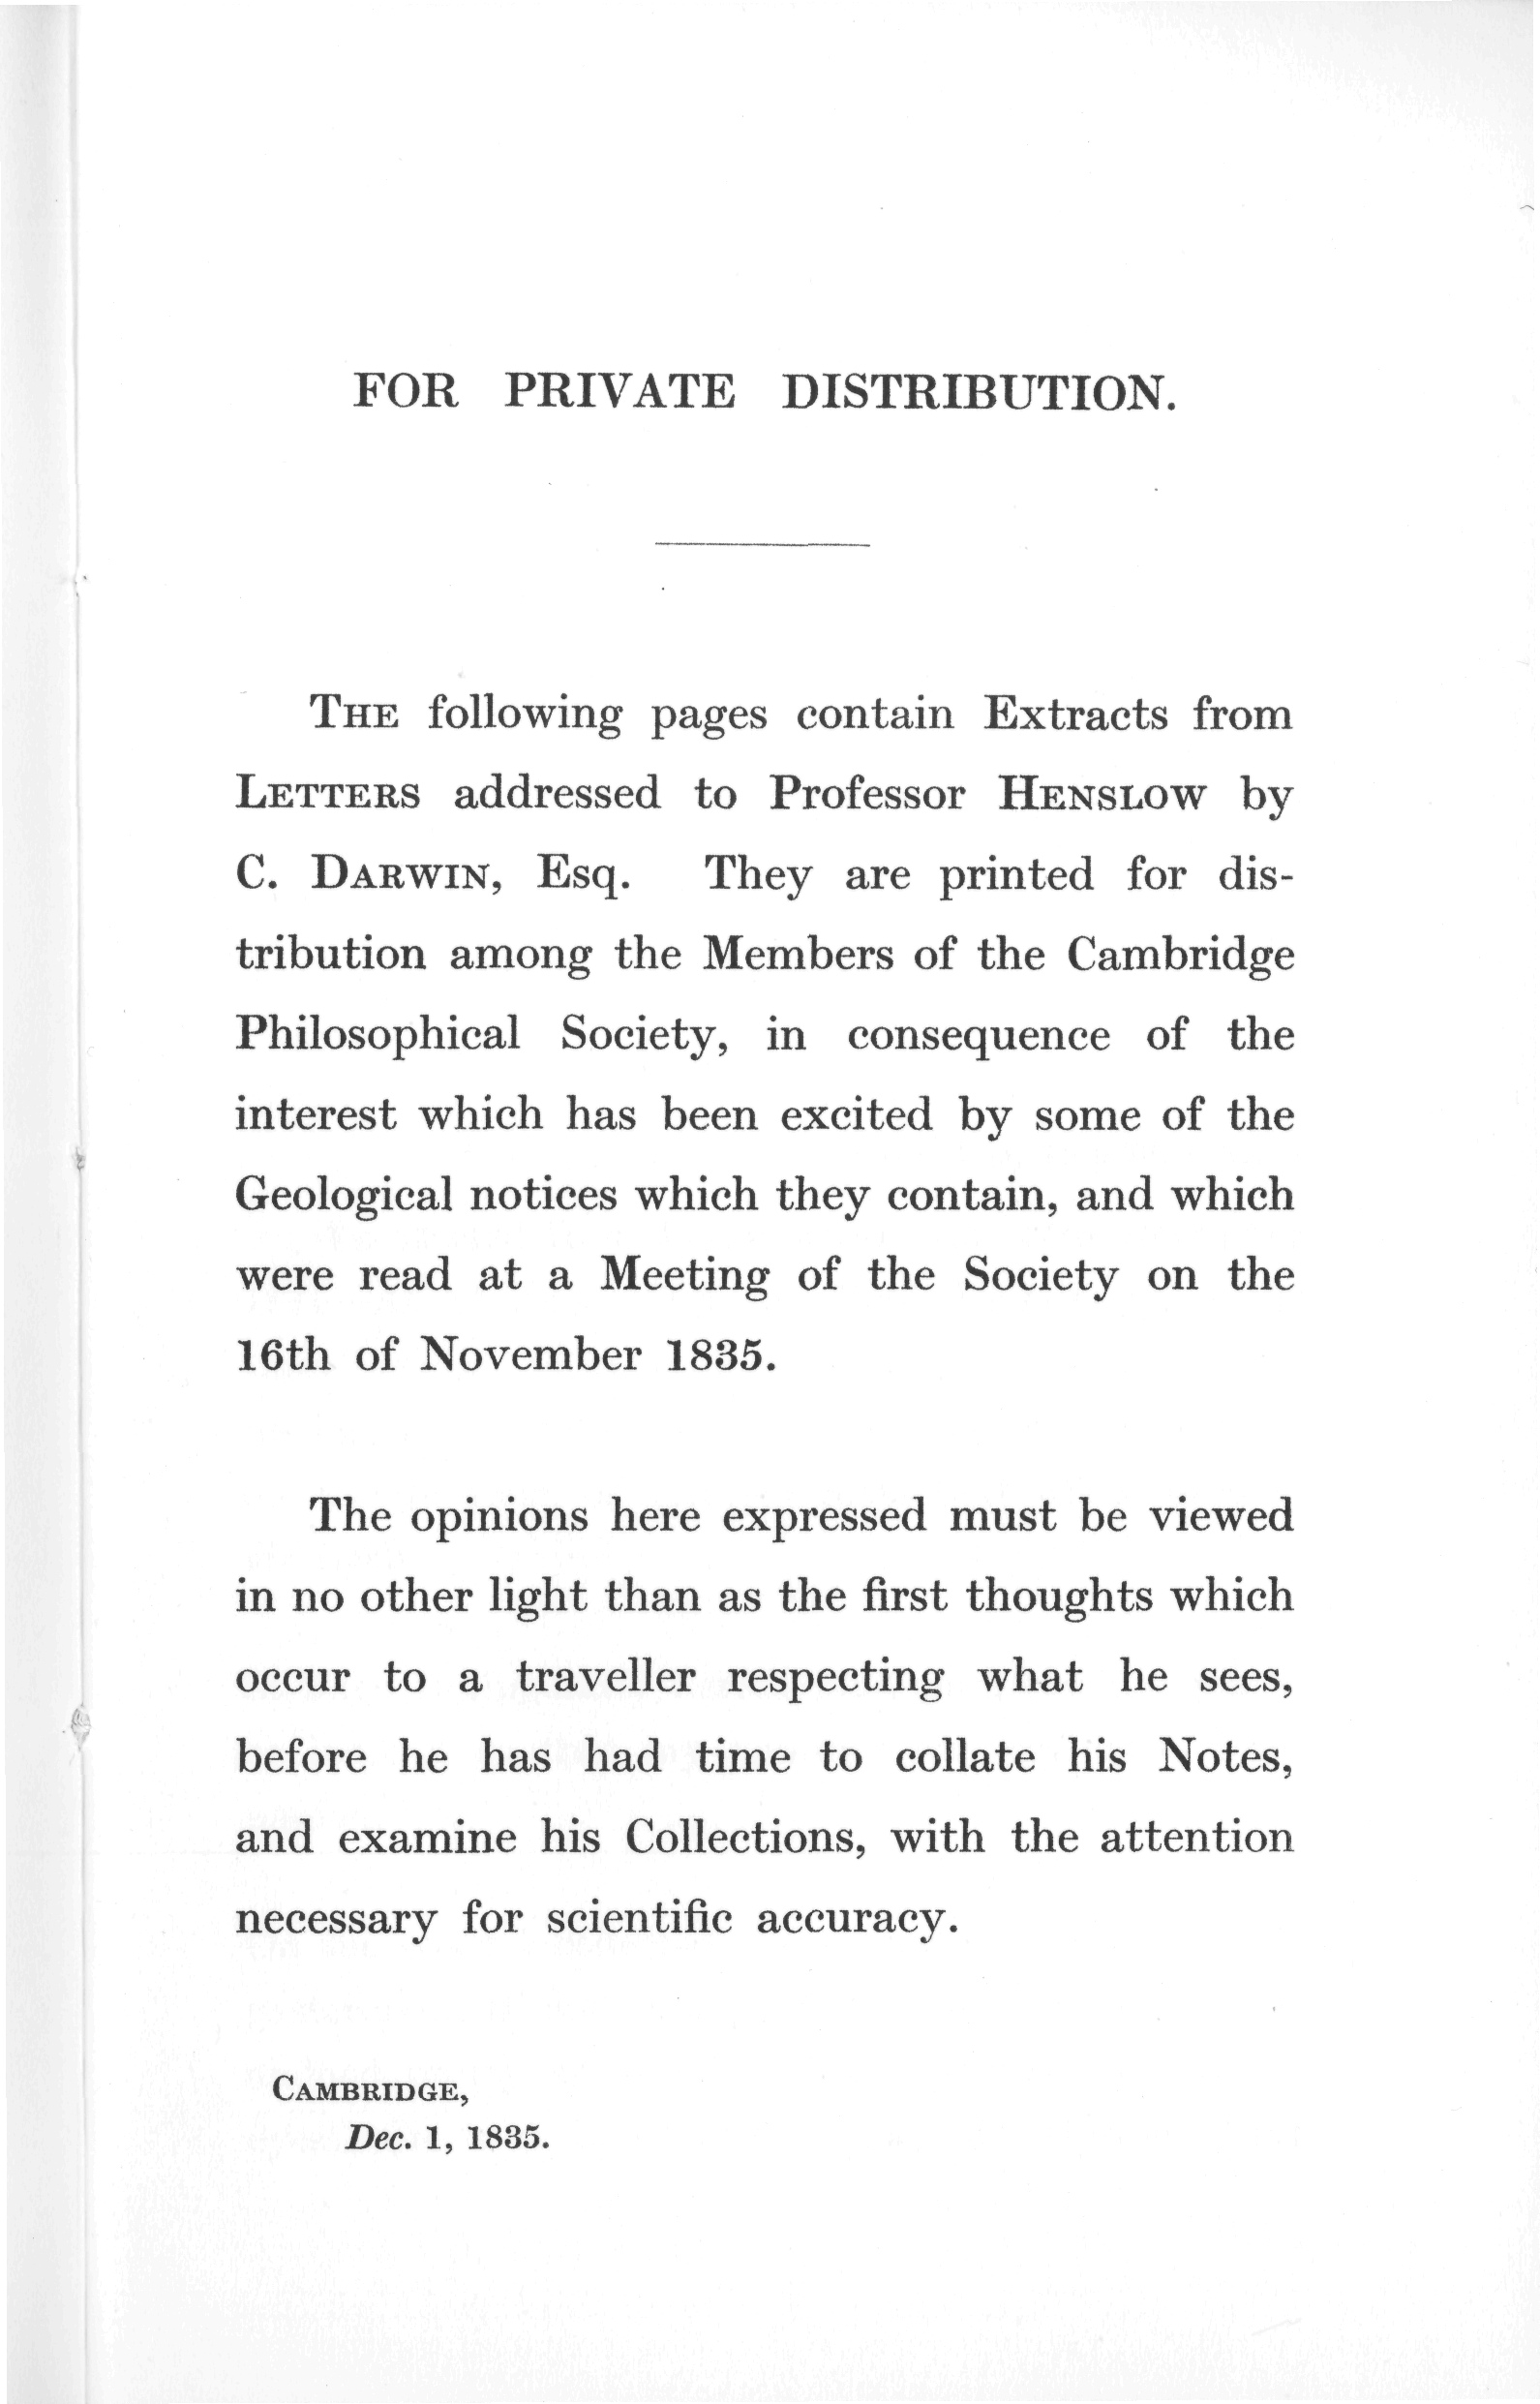 FOR PRIVATE DISTRIBUTION.
THE following pages contain Extracts from
LETTERS addressed to Professor HENSLOW by
C. DARWIN, Esq. They are printed for dis-
tribution among the Members of the Cambridge
Philosophical Society, in consequence of the
interest which has been excited by some of the
Geological notices which they contain, and which
were read at a Meeting of the Society on the
16th of November 1835.
The opinions here expressed must be viewed
in no other light than as the first thoughts which
occur to a traveller respecting what he sees,
before he has had time to collate his Notes,
and examine his Collections, with the attention
necessary for scientific accuracy.
CAMBRIDGE,
Dec. 1, 1835.